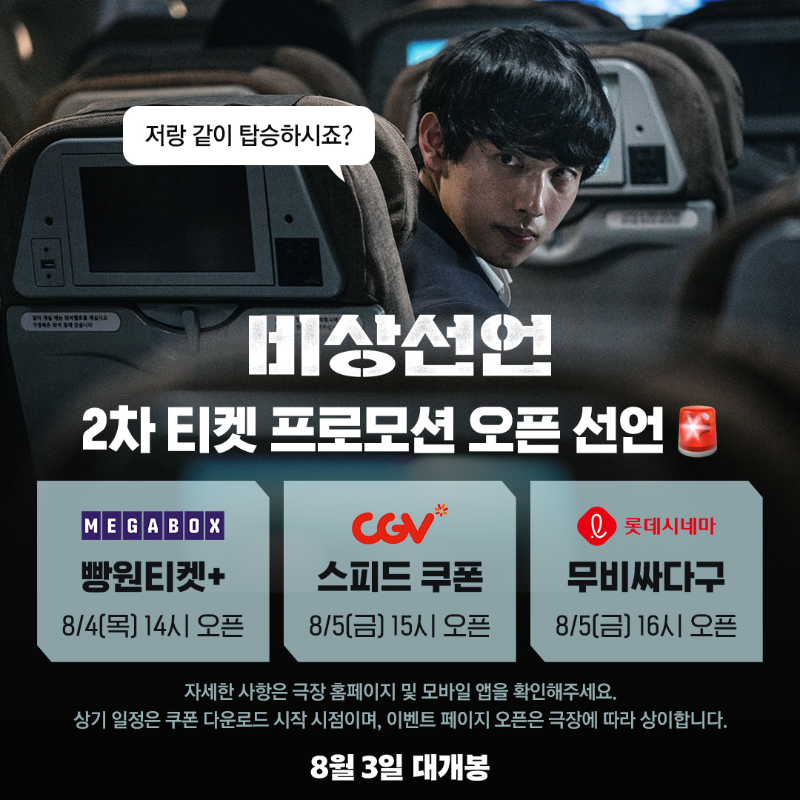 저랑 같이 탑승하시죠?
비상선언
2차 티켓 프로모션 오픈 선언
MEGABOX
빵원티켓+
8/4(목) 14시 오픈
CGV
스피드 쿠폰
8/5(금) 15시 오픈
롯데시네마
무비싸다구
8/5(금) 16시 오픈
자세한 사항은 극장 홈페이지 및 모바일 앱을 확인해주세요.
상기 일정은 쿠폰 다운로드 시작 시점이며, 이벤트 페이지 오픈은 극장에 따라 상이합니다.
8월 3일 대개봉